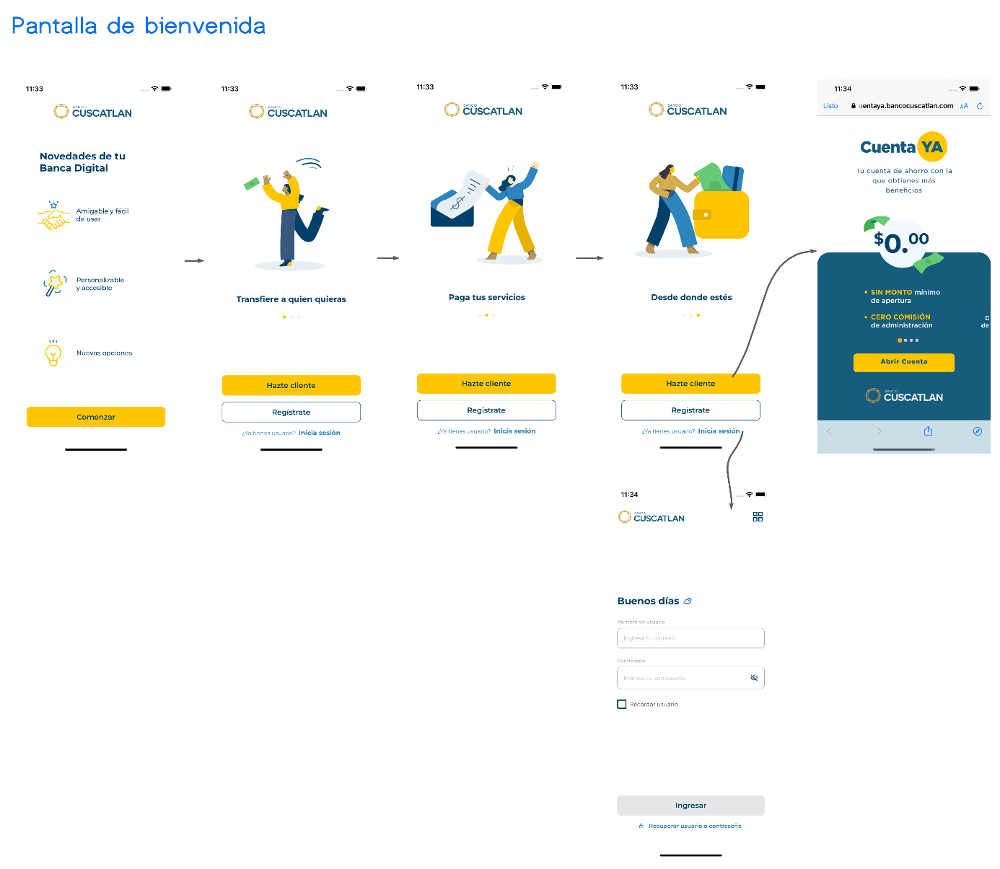 Pantalla de bienvenida
11:33
BANCO
CUSCATLAN
Novedades de tu
Banca Digital
Amigable y fácil
de usar
Personalizable
y accesible
Nuevas opciones
Comenzar
11:33
BANCO
CUSCATLAN
Transfiere a quien quieras
Hazte cliente
Regístrate
¿Ya tienes usuario? Inicia sesión
11:33
BANCO
CUSCATLAN
$
Paga tus servicios
Hazte cliente
Regístrate
¿Ya tienes usuario? Inicia sesión
11:33
BANCO
CUSCATLAN
Desde donde estés
Hazte cliente
Regístrate
¿Ya tienes usuario? Inicia sesión
11:34
Listo
uentaya.bancocuscatlan.com
AA
Cuenta YA
Tu cuenta de ahorro con la
que obtienes más
beneficios
$0.00
• SIN MONTO mínimo
de apertura
• CERO COMISIÓN
de administración
de
Abrir Cuenta
BANCO
CUSCATLAN
11:34
BANCO
CUSCATLAN
Buenos días
Nombre de usuario
Ingresa tu usuario
Contraseña
Ingresa tu contraseña
Recordar usuario
Ingresar
Recuperar usuario o contraseña